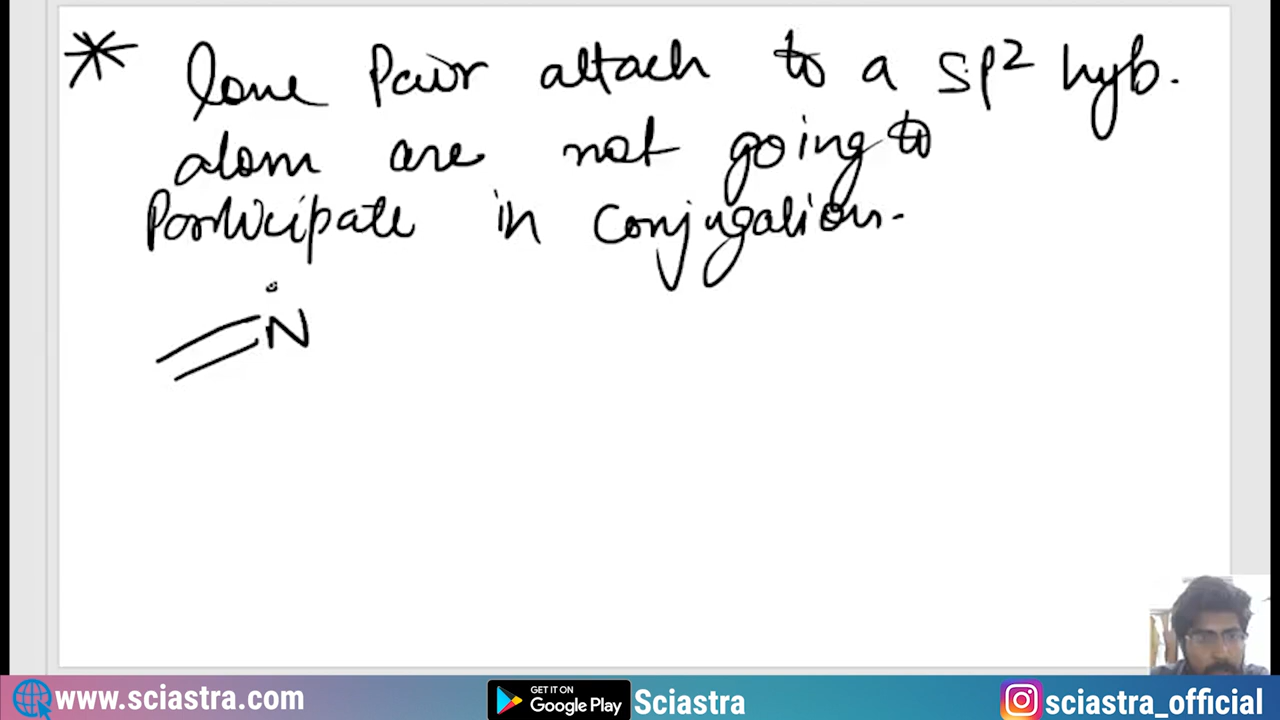 * lone Pair attach to a sp² hyb.
atom are not going to
Participate in conjugation.
N
www.sciastra.com
GET IT ON
Google Play
Sciastra
sciastra_official